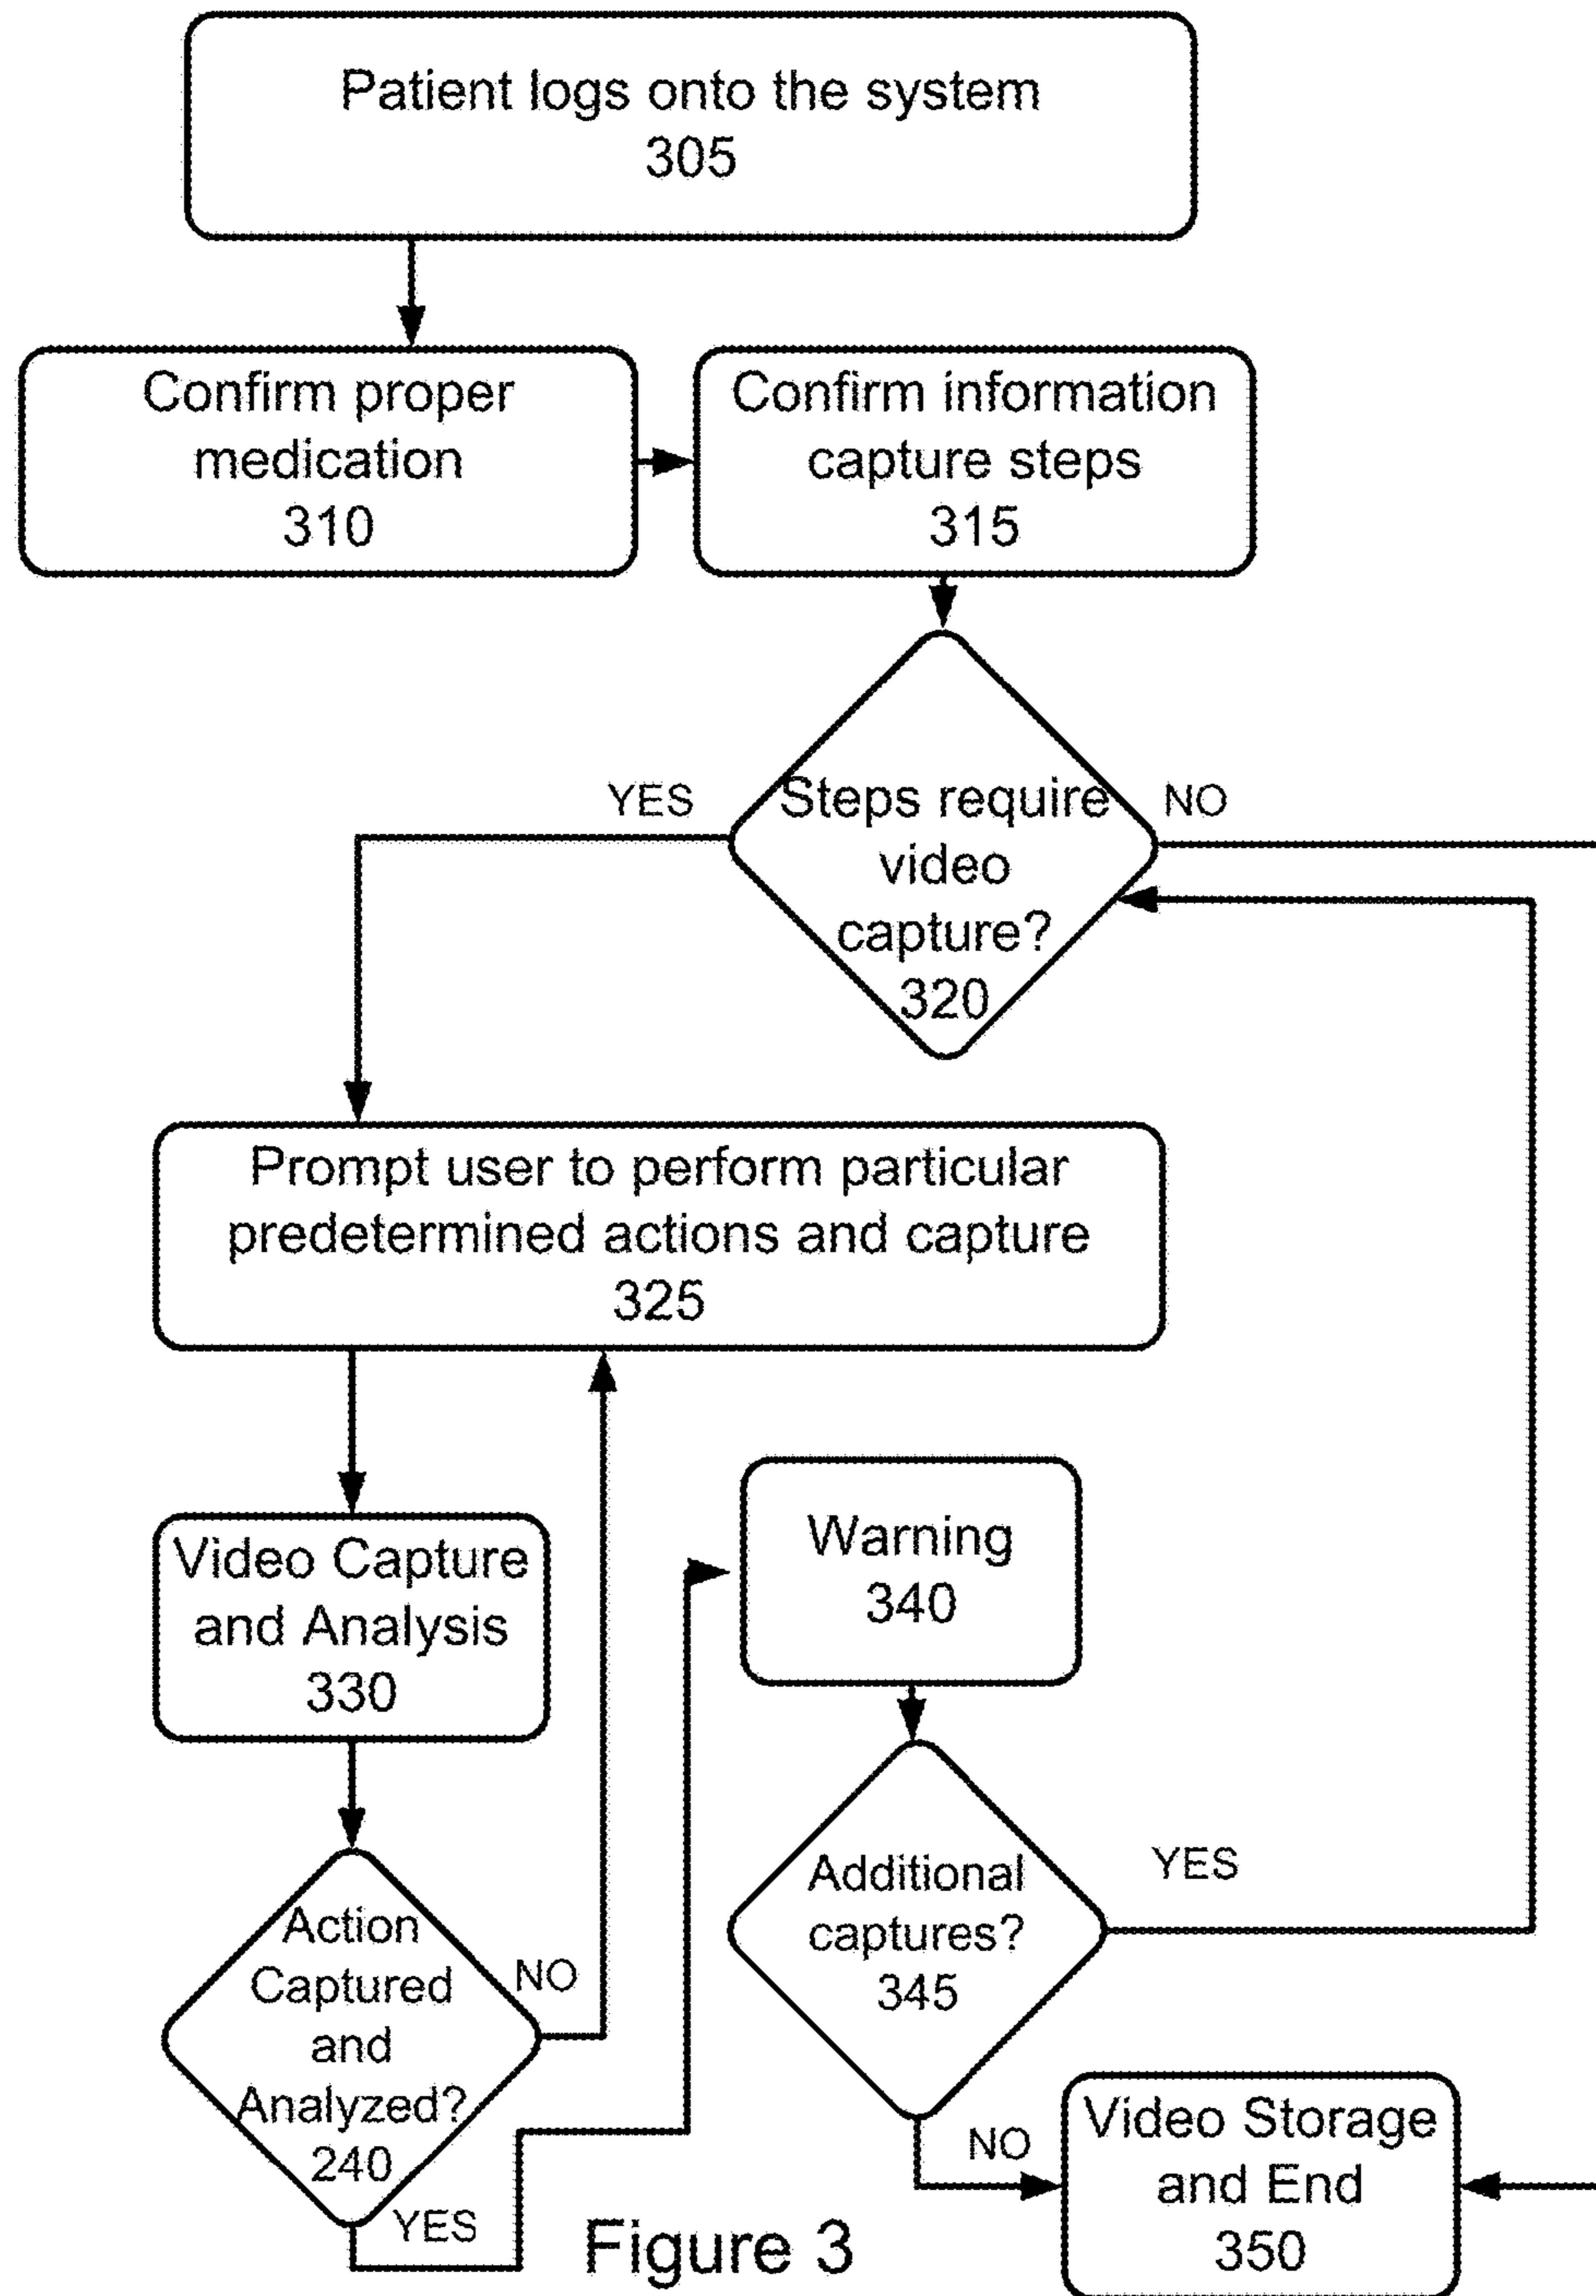 Patient logs onto the system
305
Confirm proper
medication
310
Confirm information
capture steps
315
YES
Steps require
video
capture?
320
NO
Prompt user to perform particular
predetermined actions and capture
325
Video Capture
and Analysis
330
Warning
340
Action
Captured
and
Analyzed?
240
NO
YES
Additional
captures?
345
YES
NO
Video Storage
and End
350
Figure 3